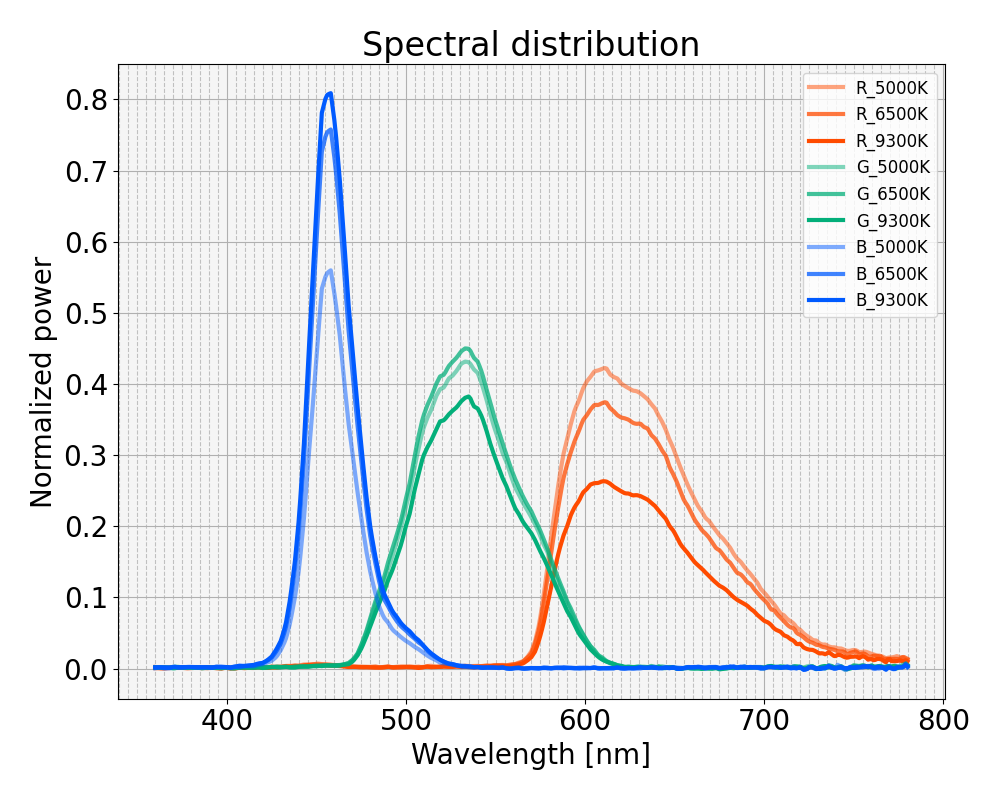 Spectral distribution
Normalized power
0.8
0.7
0.6
0.5
0.4
0.3
0.2
0.1
0.0
R_5000K
R_6500K
R_9300K
G_5000K
G_6500K
G_9300K
B_5000K
B_6500K
B_9300K
400 500 600 700 800
Wavelength [nm]